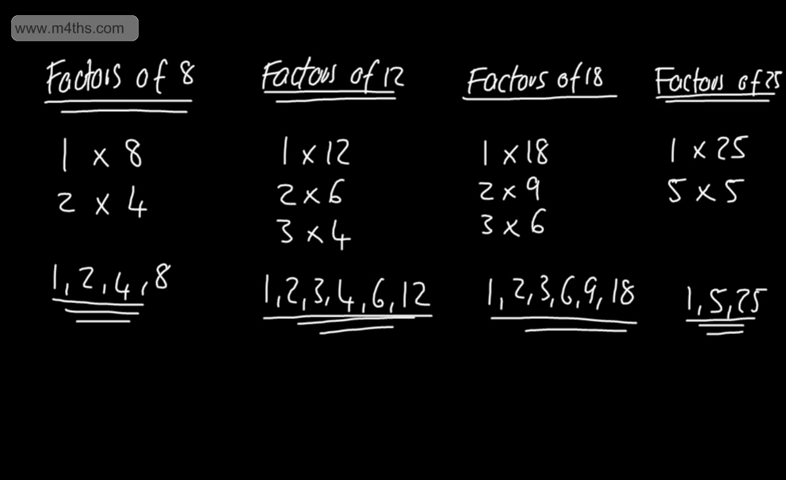 www.m4ths.com
Factors of 8
1 x 8
2 x 4
1, 2, 4, 8
Factors of 12
1 x 12
2 x 6
3 x 4
1, 2, 3, 4, 6, 12
Factors of 18
1 x 18
2 x 9
3 x 6
1, 2, 3, 6, 9, 18
Factors of 25
1 x 25
5 x 5
1, 5, 25